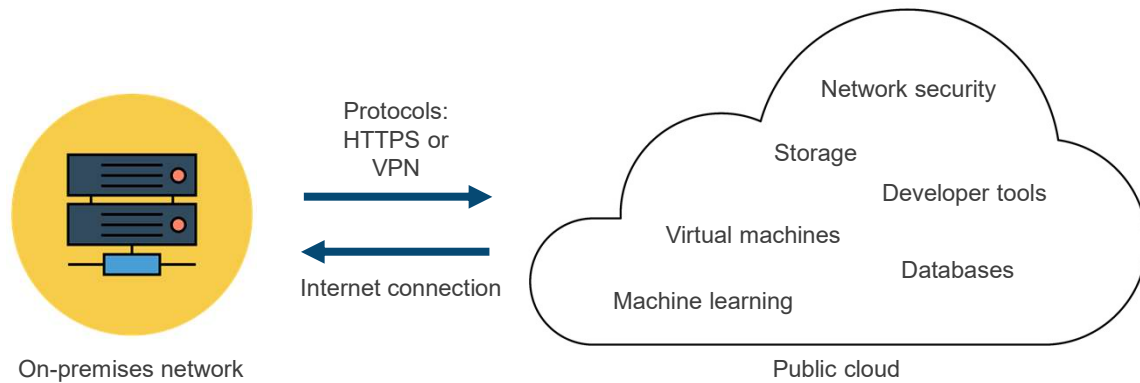 Network security
Protocols:
HTTPS or
VPN
Storage
Developer tools
Virtual machines
Databases
Internet connection
Machine learning
On-premises network
Public cloud